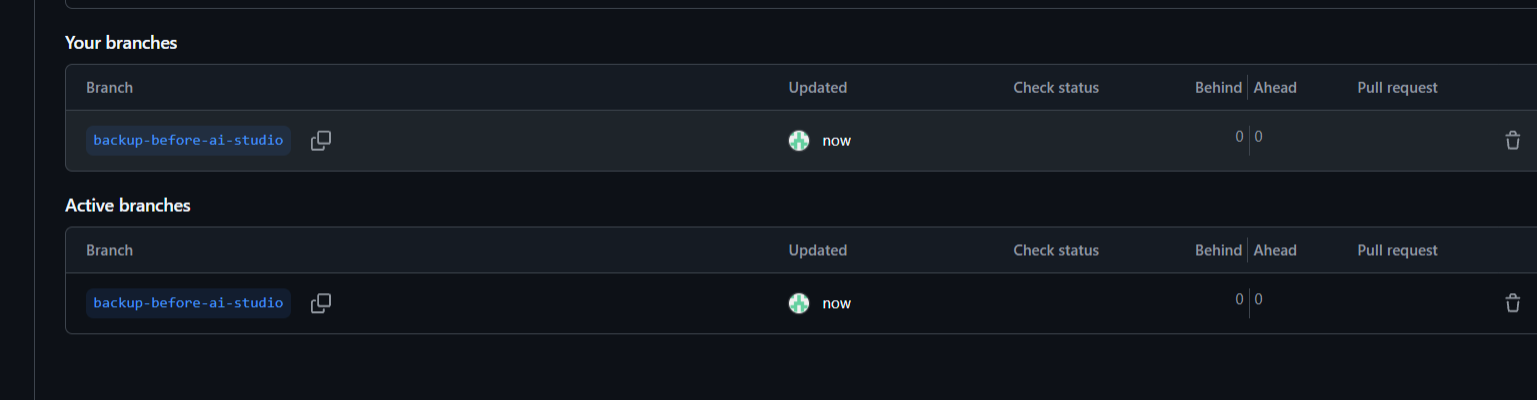 Your branches
Branch Updated Check status Behind Ahead Pull request
backup-before-ai-studio now 0 0
Active branches
Branch Updated Check status Behind Ahead Pull request
backup-before-ai-studio now 0 0